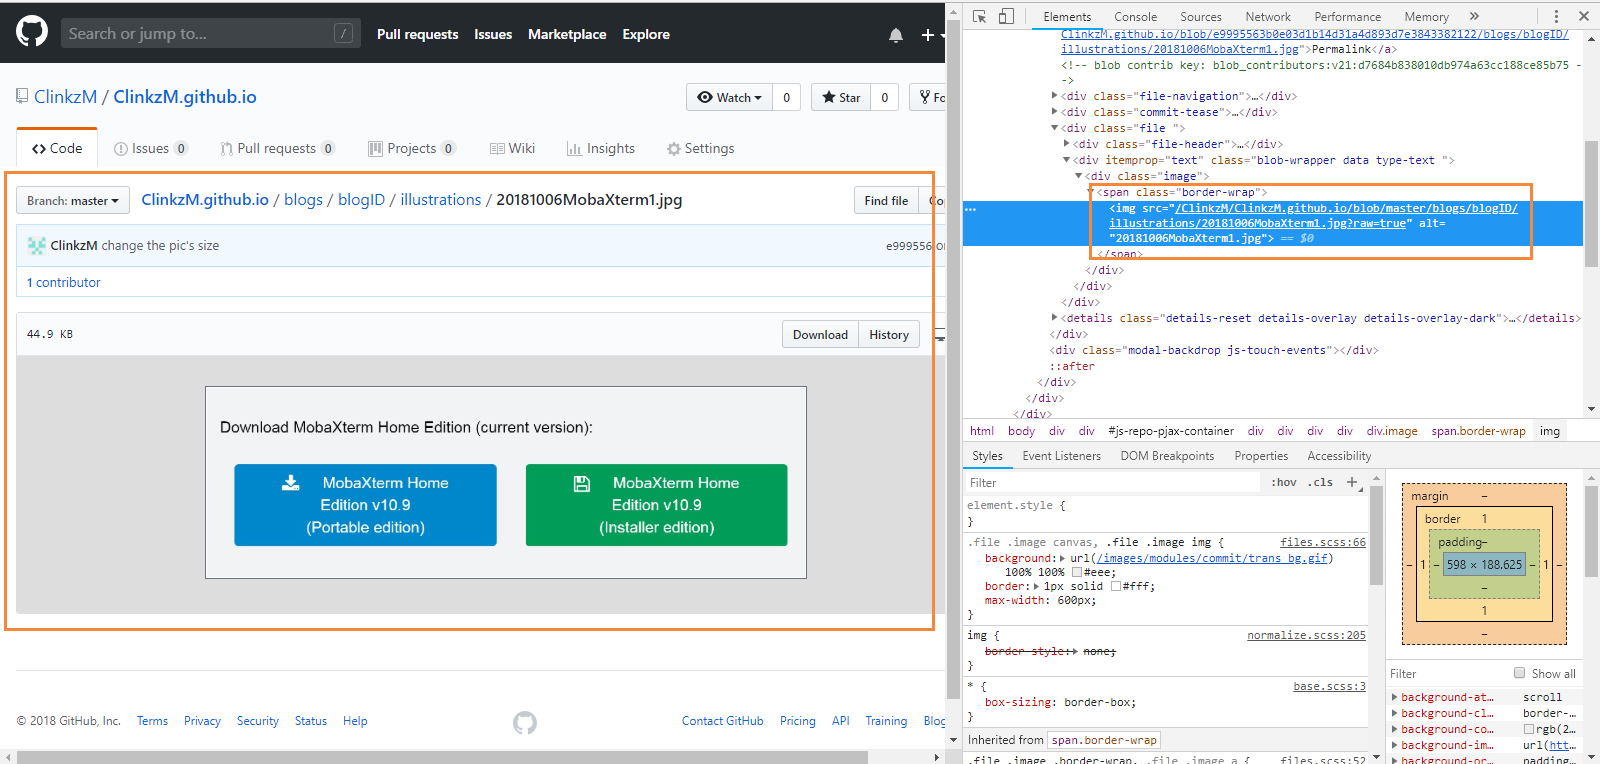 Search or jump to...
/
Pull requests
Issues
Marketplace
Explore
ClinkzM / ClinkzM.github.io
Watch
0
Star
0
Fo
<> Code
Issues 0
Pull requests 0
Projects 0
Wiki
Insights
Settings
Branch: master
ClinkzM.github.io / blogs / blogID / illustrations / 20181006MobaXterm1.jpg
Find file
ClinkzM change the pic's size
e999556
1 contributor
44.9 KB
Download
History
Download MobaXterm Home Edition (current version):
MobaXterm Home
Edition v10.9
(Portable edition)
MobaXterm Home
Edition v10.9
(Installer edition)
© 2018 GitHub, Inc.
Terms
Privacy
Security
Status
Help
Contact GitHub
Pricing
API
Training
Blog
Elements
Console
Sources
Network
Performance
Memory
»
ClinkzM.github.io/blob/e9995563b0e03d1b14d31a4d893d7e3843382122/blogs/blogID/
illustrations/20181006MobaXterm1.jpg">Permalink</a>
<!-- blob contrib key: blob_contributors:v21:d7684b838010db974a63cc188ce85b75 -
->
<div class="file-navigation">…</div>
<div class="commit-tease">…</div>
<div class="file ">
<div class="file-header">…</div>
<div itemprop="text" class="blob-wrapper data type-text ">
<div class="image">
<span class="border-wrap">
<img src="/ClinkzM/ClinkzM.github.io/blob/master/blogs/blogID/
illustrations/20181006MobaXterm1.jpg?raw=true" alt=
"20181006MobaXterm1.jpg"> == $0
</span>
</div>
</div>
</div>
<details class="details-reset details-overlay details-overlay-dark">…</details>
</div>
<div class="modal-backdrop js-touch-events"></div>
::after
</div>
</div>
</div>
html body div div #js-repo-pjax-container div div div div div.image span.border-wrap img
Styles
Event Listeners
DOM Breakpoints
Properties
Accessibility
Filter
:hov .cls +
element.style {
}
.file .image canvas, .file .image img {
files.scss:66
background: url(/images/modules/commit/trans_bg.gif)
100% 100% #eee;
border: 1px solid #fff;
max-width: 600px;
}
img {
normalize.scss:205
border-style: none;
}
* {
base.scss:3
box-sizing: border-box;
}
Inherited from span.border-wrap
.file .image .border-wrap, .file .image a {
files.scss:52
margin –
border 1
padding –
– 1 – 598 × 188.625 – 1 –
–
1
–
Filter
Show all
background-at… scroll
background-cl… border-…
background-co… rgb(2…
background-im… url(htt…
background-or… padding…